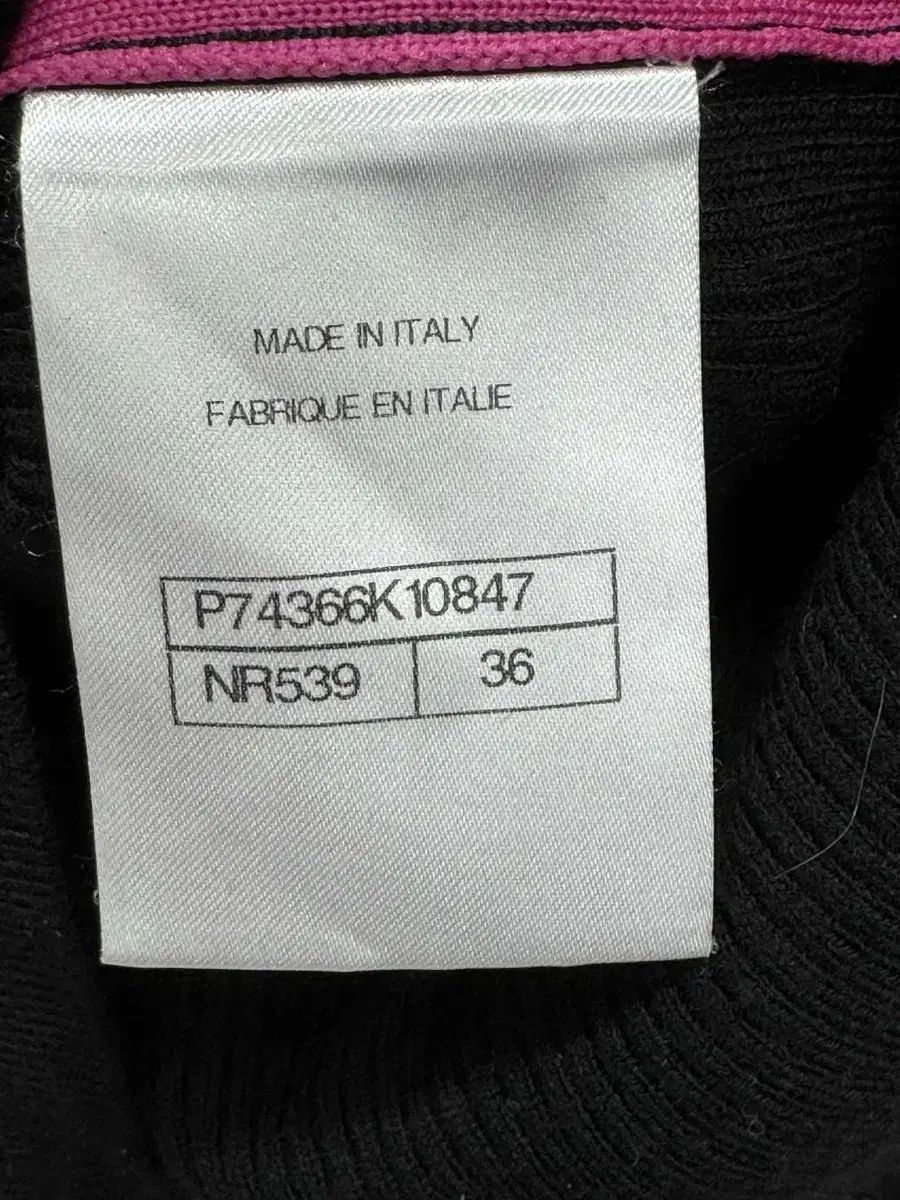 MADE IN ITALY
FABRIQUE EN ITALIE
P74366K10847
NR539 36